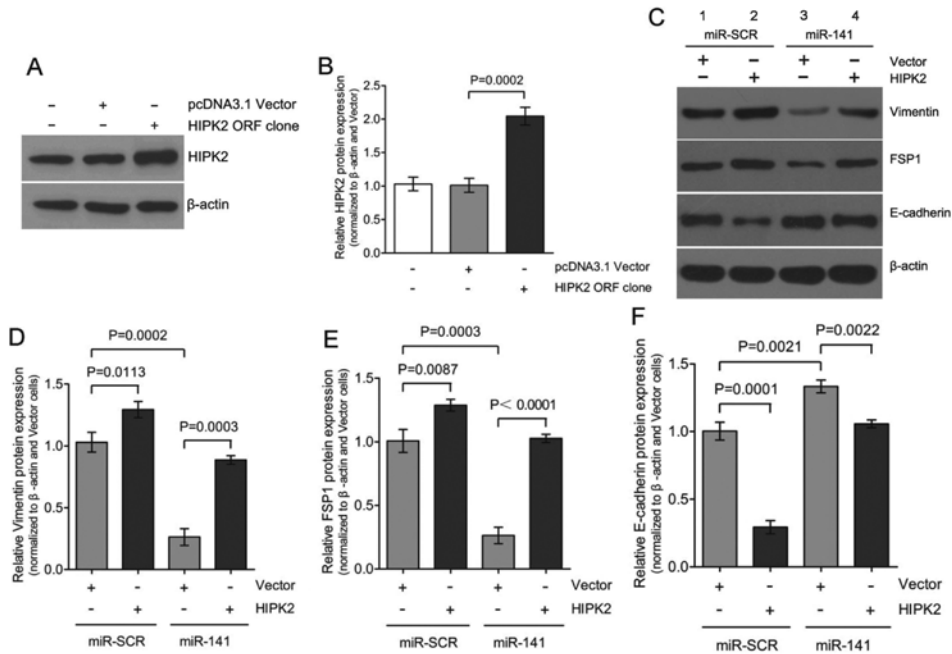 A
- + - pcDNA3.1 Vector
- - + HIPK2 ORF clone
HIPK2
β-actin
B
Relative HIPK2 protein expression
(normalized to β -actin and Vector)
2.5
2.0
1.5
1.0
0.5
0.0
P=0.0002
- + - pcDNA3.1 Vector
- - + HIPK2 ORF clone
C
1 2 3 4
miR-SCR miR-141
+ - + - Vector
- + - + HIPK2
Vimentin
FSP1
E-cadherin
β-actin
D
Relative Vimentin protein expression
(normalized to β -actin and Vector cells)
1.5
1.0
0.5
0.0
P=0.0002
P=0.0113
P=0.0003
+ - + - Vector
- + - + HIPK2
miR-SCR miR-141
E
Relative FSP1 protein expression
(normalized to β -actin and Vector cells)
1.5
1.0
0.5
0.0
P=0.0003
P=0.0087
P< 0.0001
+ - + - Vector
- + - + HIPK2
miR-SCR miR-141
F
Relative E-cadherin protein expression
(normalized to β -actin and Vector cells)
1.5
1.0
0.5
0.0
P=0.0022
P=0.0021
P=0.0001
+ - + - Vector
- + - + HIPK2
miR-SCR miR-141